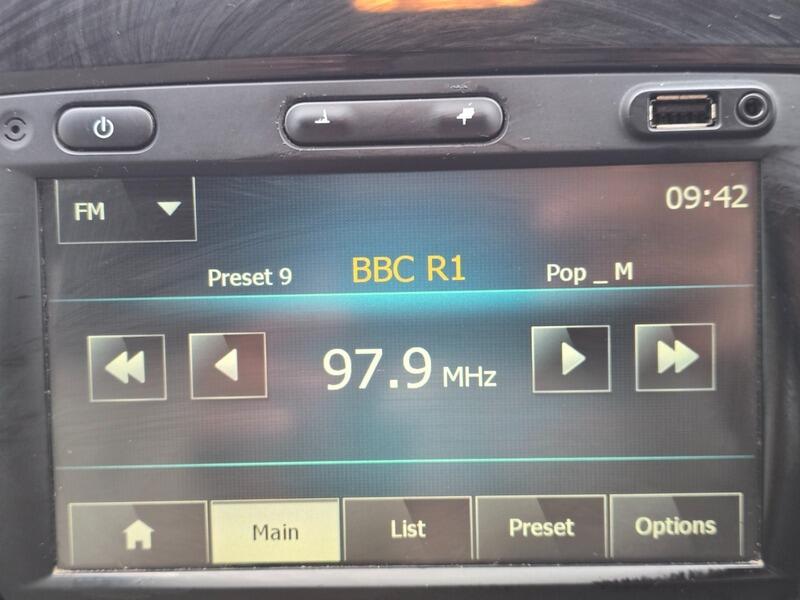 FM
09:42
Preset 9 BBC R1 Pop _ M
97.9 MHz
Main List Preset Options